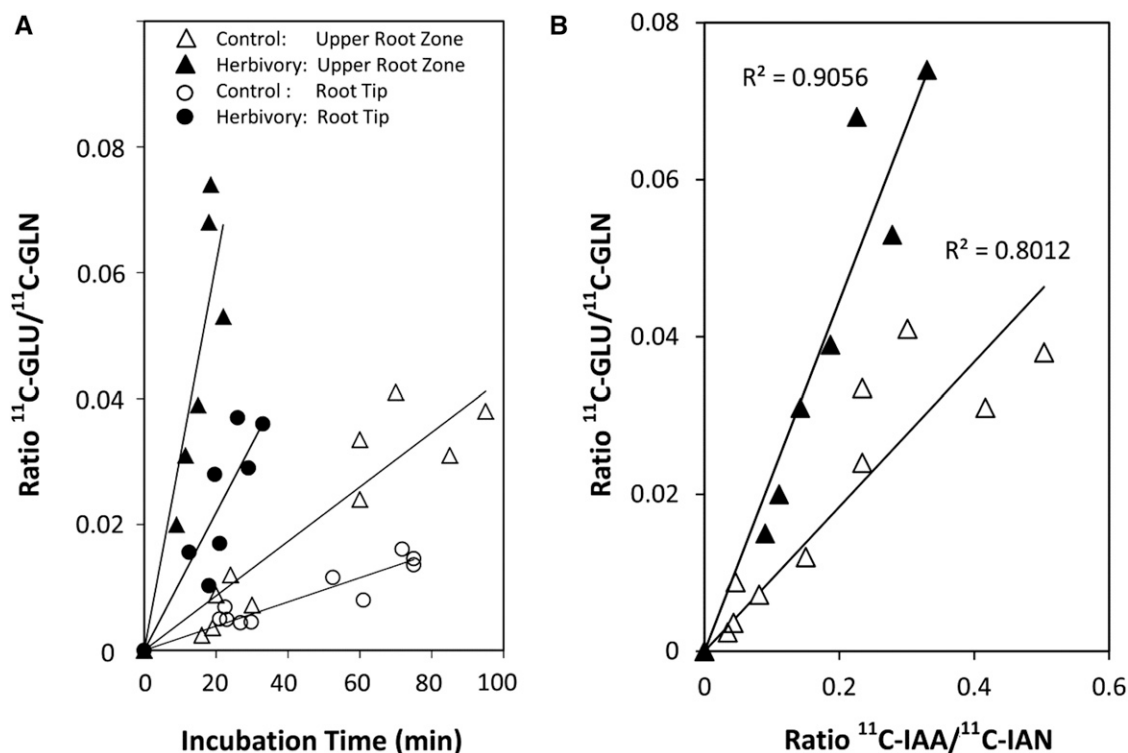 A
Control: Upper Root Zone
Herbivory: Upper Root Zone
Control : Root Tip
Herbivory: Root Tip
0.08
0.06
0.04
0.02
0
0 20 40 60 80 100
Ratio ¹¹C-GLU/¹¹C-GLN
Incubation Time (min)
B
R² = 0.9056
R² = 0.8012
0.08
0.06
0.04
0.02
0
0 0.2 0.4 0.6
Ratio ¹¹C-GLU/¹¹C-GLN
Ratio ¹¹C-IAA/¹¹C-IAN